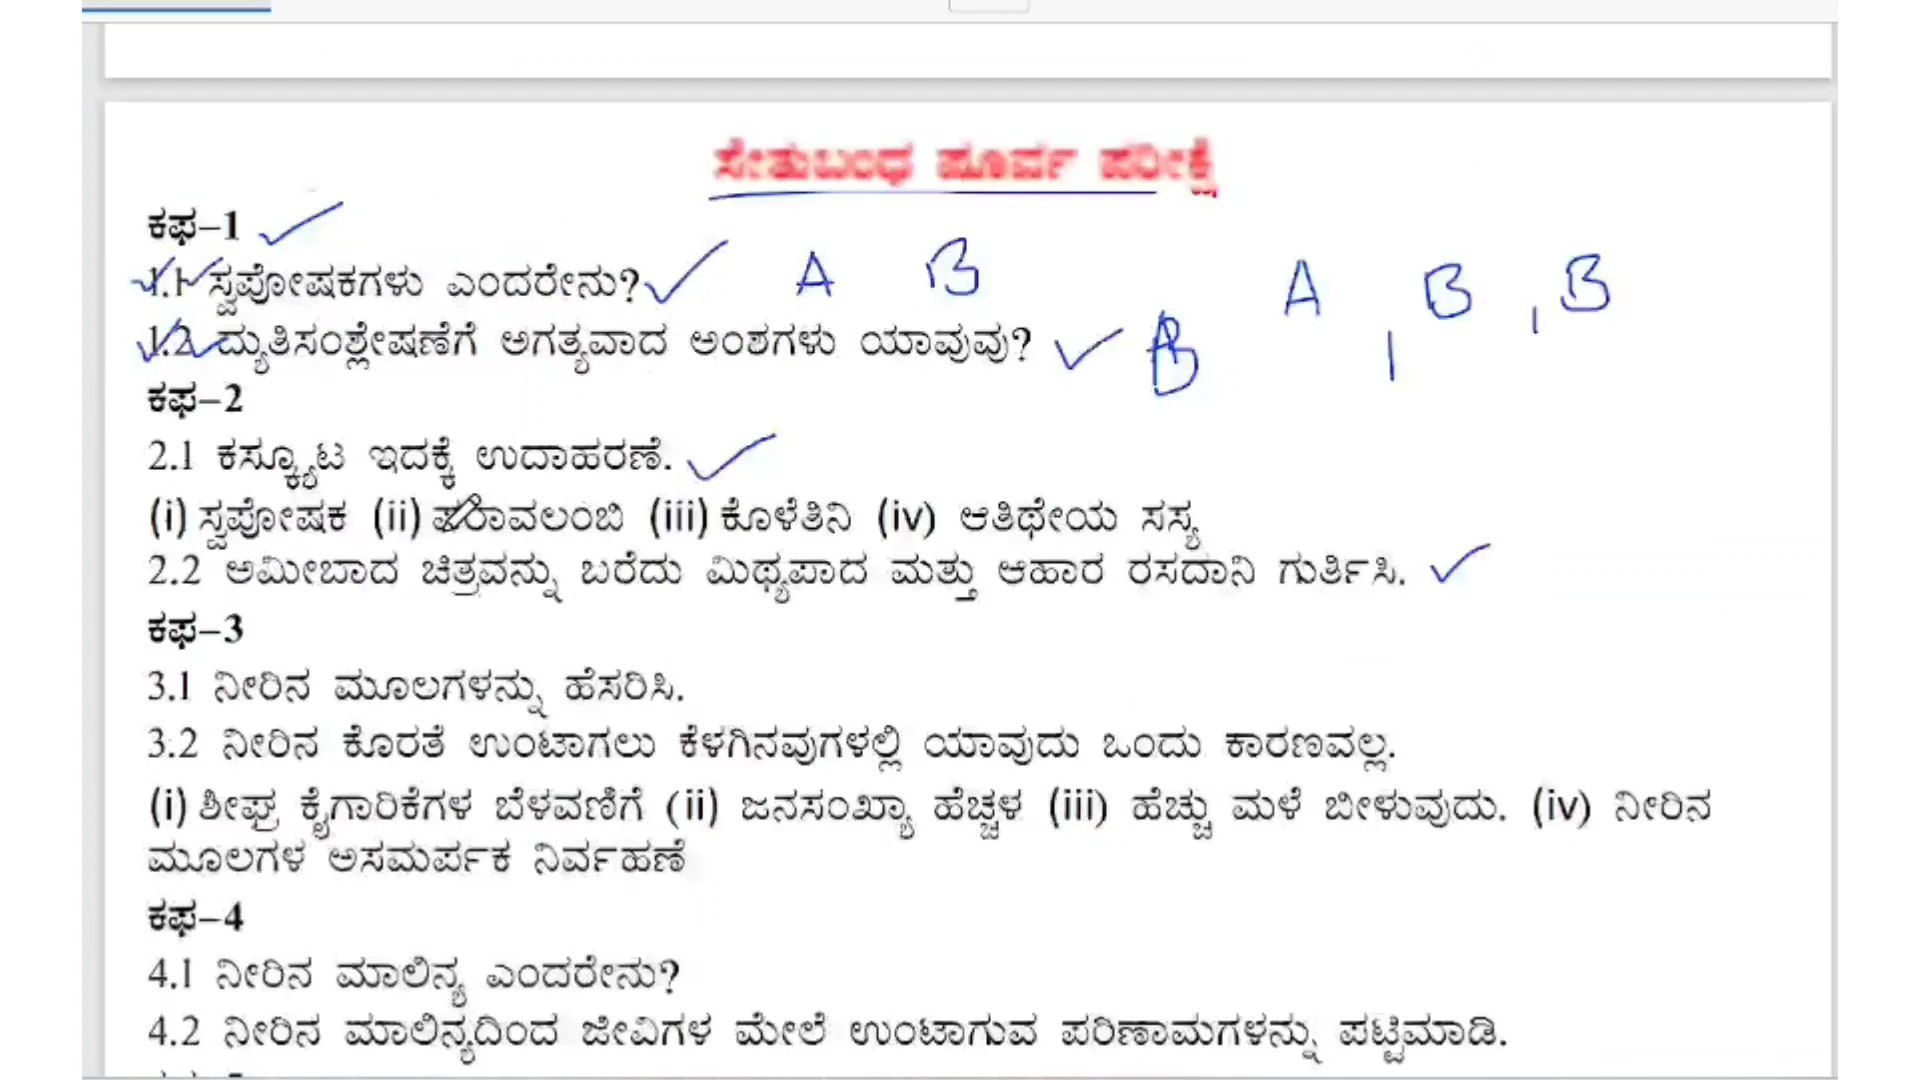 ಸೇತುಬಂಧ ಪೂರ್ವ ಪರೀಕ್ಷೆ
ಕಫ–1
1.1 ಸ್ವಪೋಷಕಗಳು ಎಂದರೇನು? A B A , B , B
1.2 ದ್ಯುತಿಸಂಶ್ಲೇಷಣೆಗೆ ಅಗತ್ಯವಾದ ಅಂಶಗಳು ಯಾವುವು?
ಕಫ–2
2.1 ಕಸ್ಕ್ಯೂಟ ಇದಕ್ಕೆ ಉದಾಹರಣೆ.
(i) ಸ್ವಪೋಷಕ (ii) ಪರಾವಲಂಬಿ (iii) ಕೊಳೆತಿನಿ (iv) ಆತಿಥೇಯ ಸಸ್ಯ
2.2 ಅಮೀಬಾದ ಚಿತ್ರವನ್ನು ಬರೆದು ಮಿಥ್ಯಪಾದ ಮತ್ತು ಆಹಾರ ರಸದಾನಿ ಗುರ್ತಿಸಿ.
ಕಫ–3
3.1 ನೀರಿನ ಮೂಲಗಳನ್ನು ಹೆಸರಿಸಿ.
3.2 ನೀರಿನ ಕೊರತೆ ಉಂಟಾಗಲು ಕೆಳಗಿನವುಗಳಲ್ಲಿ ಯಾವುದು ಒಂದು ಕಾರಣವಲ್ಲ.
(i) ಶೀಘ್ರ ಕೈಗಾರಿಕೆಗಳ ಬೆಳವಣಿಗೆ (ii) ಜನಸಂಖ್ಯಾ ಹೆಚ್ಚಳ (iii) ಹೆಚ್ಚು ಮಳೆ ಬೀಳುವುದು. (iv) ನೀರಿನ
ಮೂಲಗಳ ಅಸಮರ್ಪಕ ನಿರ್ವಹಣೆ
ಕಫ–4
4.1 ನೀರಿನ ಮಾಲಿನ್ಯ ಎಂದರೇನು?
4.2 ನೀರಿನ ಮಾಲಿನ್ಯದಿಂದ ಜೀವಿಗಳ ಮೇಲೆ ಉಂಟಾಗುವ ಪರಿಣಾಮಗಳನ್ನು ಪಟ್ಟಿಮಾಡಿ.